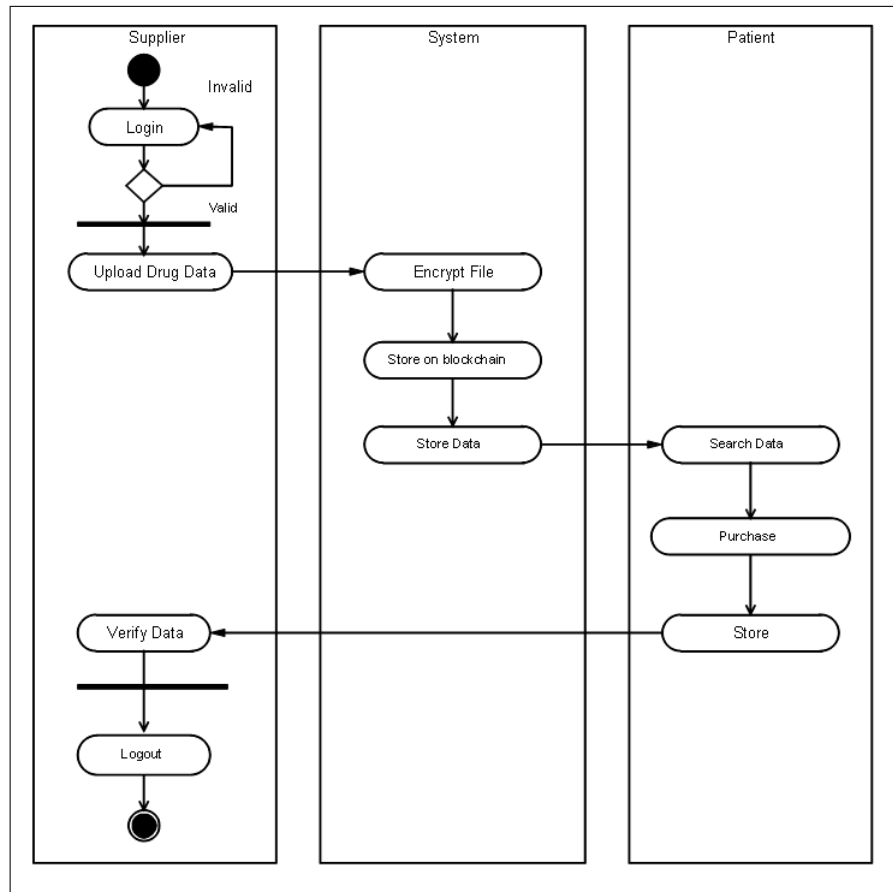 Supplier
System
Patient
Invalid
Login
Valid
Upload Drug Data
Encrypt File
Store on blockchain
Store Data
Search Data
Purchase
Verify Data
Store
Logout